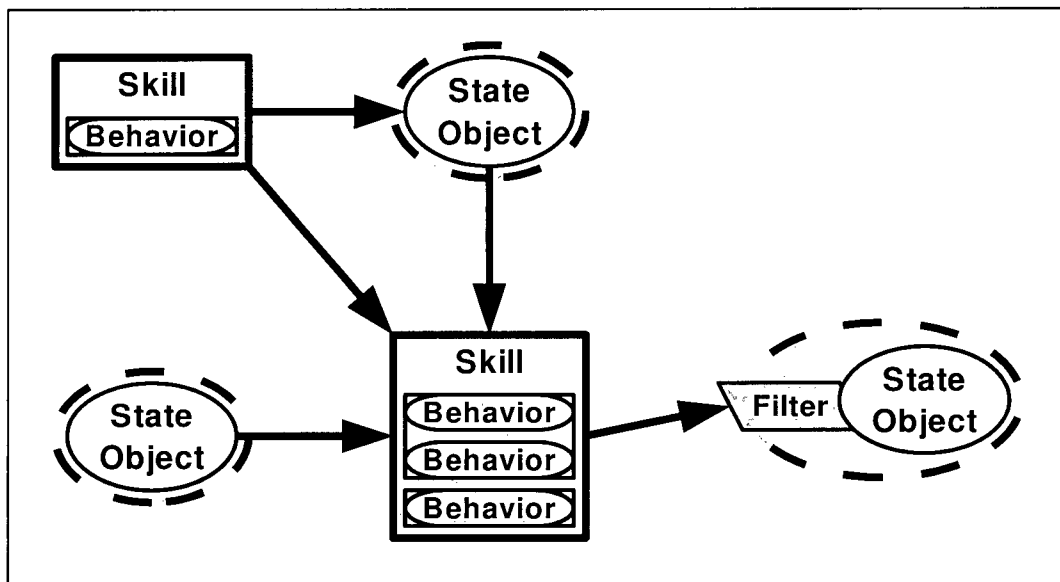 Skill
Behavior
State
Object
State
Object
Skill
Behavior
Behavior
Behavior
Filter
State
Object